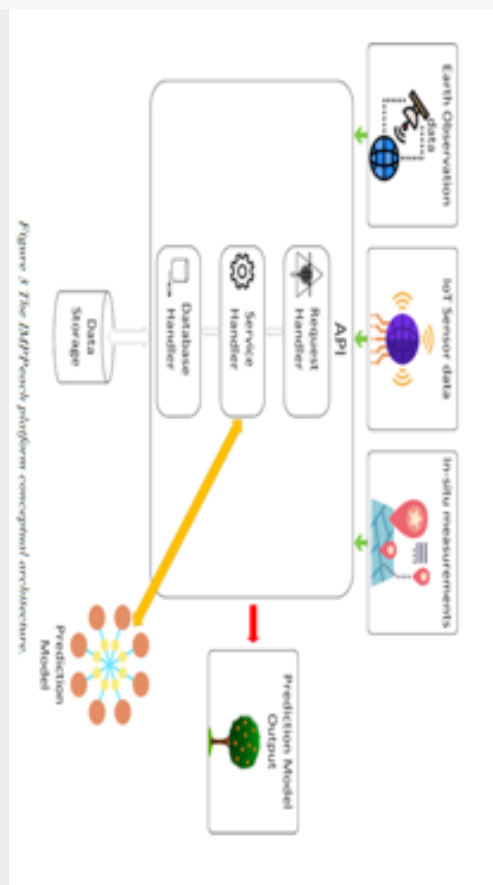 Earth Observation
data
IoT Sensor data
In-situ measurements
API
Request
Handler
Service
Handler
Database
Handler
Data
Storage
Prediction
Model
Prediction Model
Output
Figure 3 The IMPPeach platform conceptual architecture.